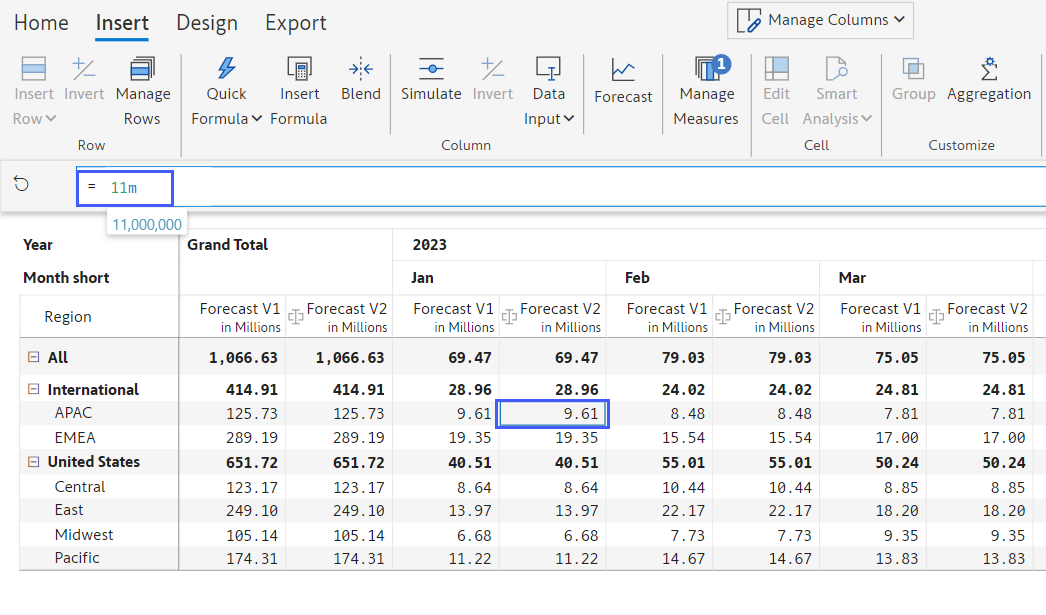 Home Insert Design Export Manage Columns
Insert Row Invert Manage Rows Quick Formula Insert Formula Blend Simulate Invert Data Input Forecast Manage Measures 1 Edit Cell Smart Analysis Group Aggregation
Row Column Cell Customize
= 11m
11,000,000
Year Grand Total 2023
Month short Jan Feb Mar
Region Forecast V1 Forecast V2 Forecast V1 Forecast V2 Forecast V1 Forecast V2 Forecast V1 Forecast V2
in Millions in Millions in Millions in Millions in Millions in Millions in Millions in Millions
All 1,066.63 1,066.63 69.47 69.47 79.03 79.03 75.05 75.05
International 414.91 414.91 28.96 28.96 24.02 24.02 24.81 24.81
APAC 125.73 125.73 9.61 9.61 8.48 8.48 7.81 7.81
EMEA 289.19 289.19 19.35 19.35 15.54 15.54 17.00 17.00
United States 651.72 651.72 40.51 40.51 55.01 55.01 50.24 50.24
Central 123.17 123.17 8.64 8.64 10.44 10.44 8.85 8.85
East 249.10 249.10 13.97 13.97 22.17 22.17 18.20 18.20
Midwest 105.14 105.14 6.68 6.68 7.73 7.73 9.35 9.35
Pacific 174.31 174.31 11.22 11.22 14.67 14.67 13.83 13.83